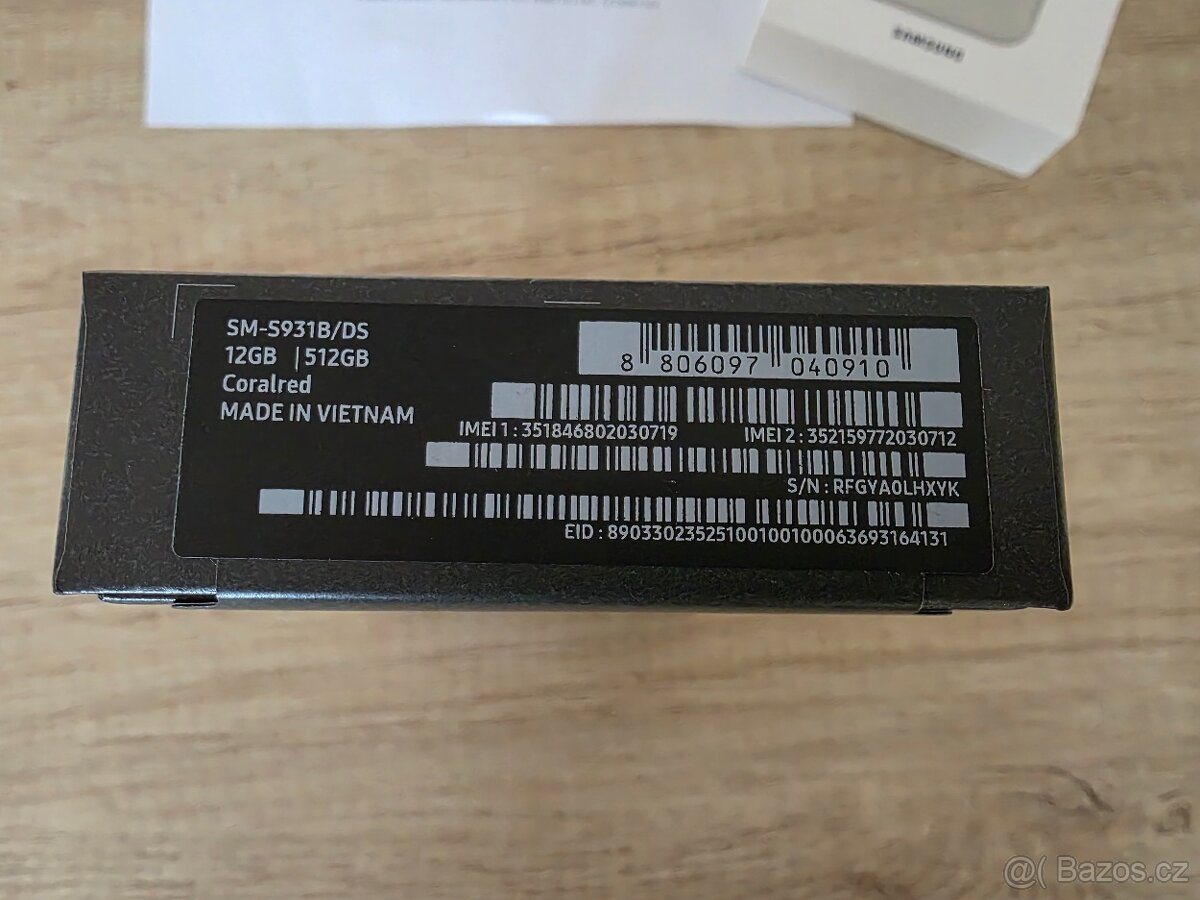 SAMSUNG
SM-S931B/DS
12GB | 512GB
Coralred
MADE IN VIETNAM
8 806097 040910
IMEI 1 : 351846802030719 IMEI 2 : 352159772030712
S/N : RFGYA0LHXYK
EID : 89033023525100100100063693164131
@( Bazos.cz